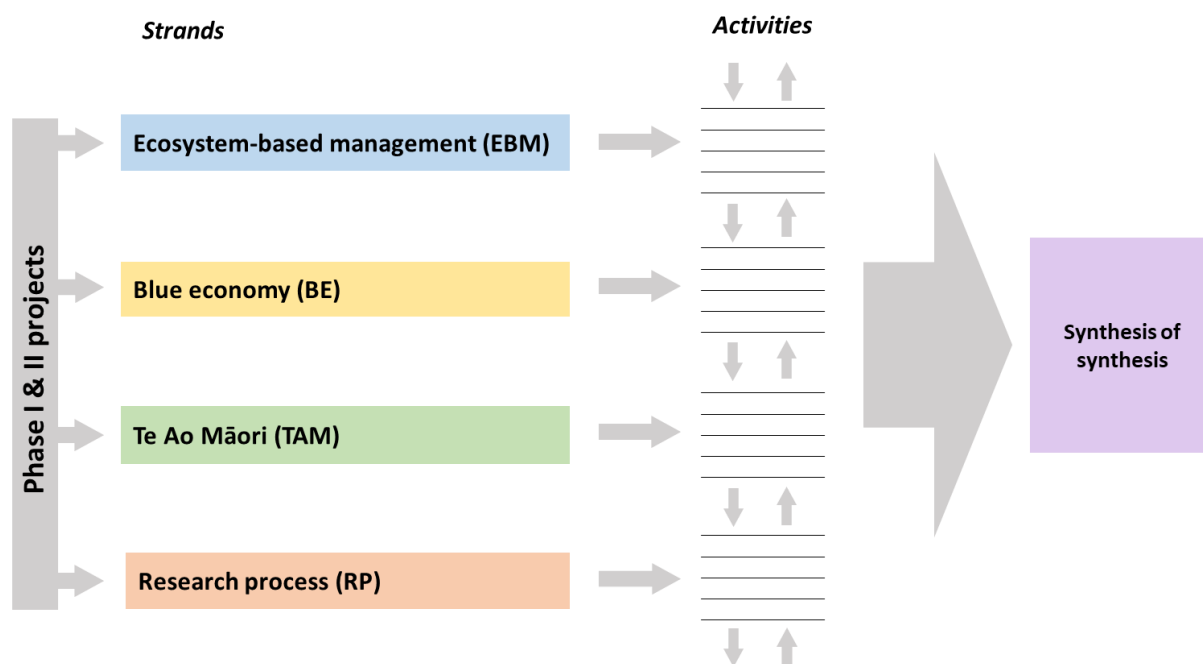 Strands
Activities
Phase I & II projects
Ecosystem-based management (EBM)
Blue economy (BE)
Te Ao Māori (TAM)
Research process (RP)
Synthesis of
synthesis